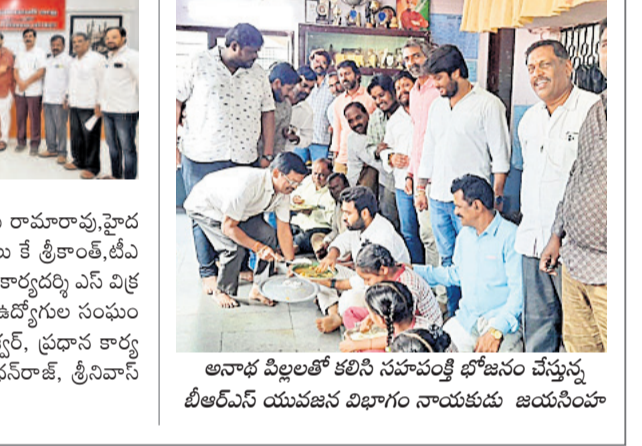 రామారావు,హైద
కే శ్రీకాంత్,టీఎ
కార్యదర్శి ఎస్ విక్ర
ఉద్యోగుల సంఘం
ప్రధాన కార్య
శ్రీనివాస్
అనాథ పిల్లలతో కలిసి సహపంక్తి భోజనం చేస్తున్న
బీఆర్ఎస్ యువజన విభాగం నాయకుడు జయసింహ